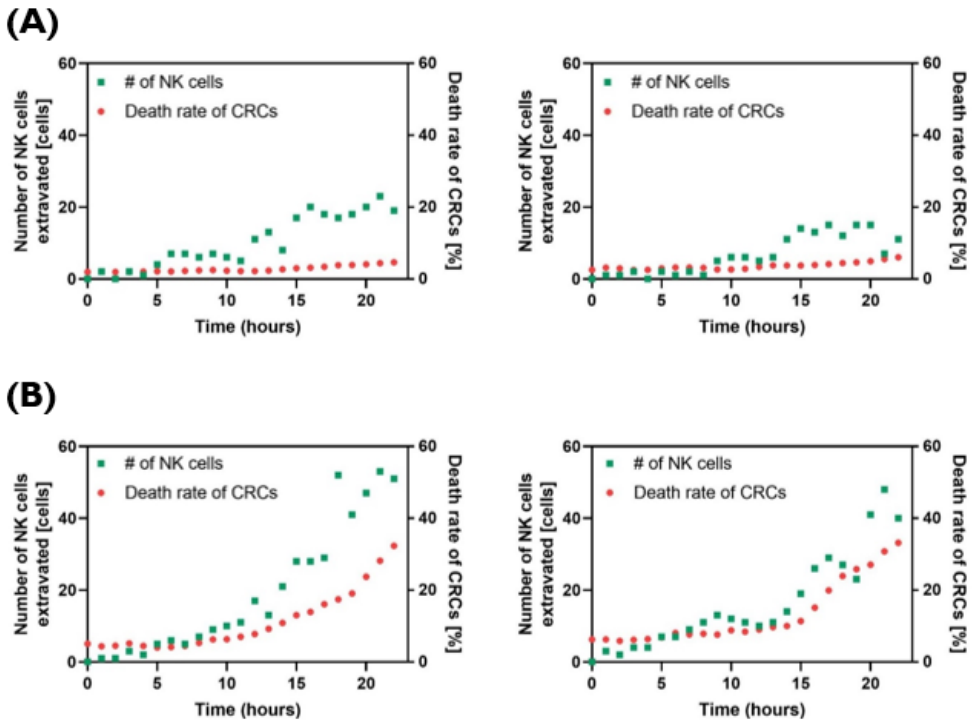 (A)
60
40
20
0
Number of NK cells
extravated [cells]
# of NK cells
Death rate of CRCs
60
40
20
0
Death rate
of CRCs [%]
0 5 10 15 20
Time (hours)
60
40
20
0
Number of NK cells
extravated [cells]
# of NK cells
Death rate of CRCs
60
40
20
0
Death rate
of CRCs [%]
0 5 10 15 20
Time (hours)
(B)
60
40
20
0
Number of NK cells
extravated [cells]
# of NK cells
Death rate of CRCs
60
40
20
0
Death rate
of CRCs [%]
0 5 10 15 20
Time (hours)
60
40
20
0
Number of NK cells
extravated [cells]
# of NK cells
Death rate of CRCs
60
40
20
0
Death rate
of CRCs [%]
0 5 10 15 20
Time (hours)